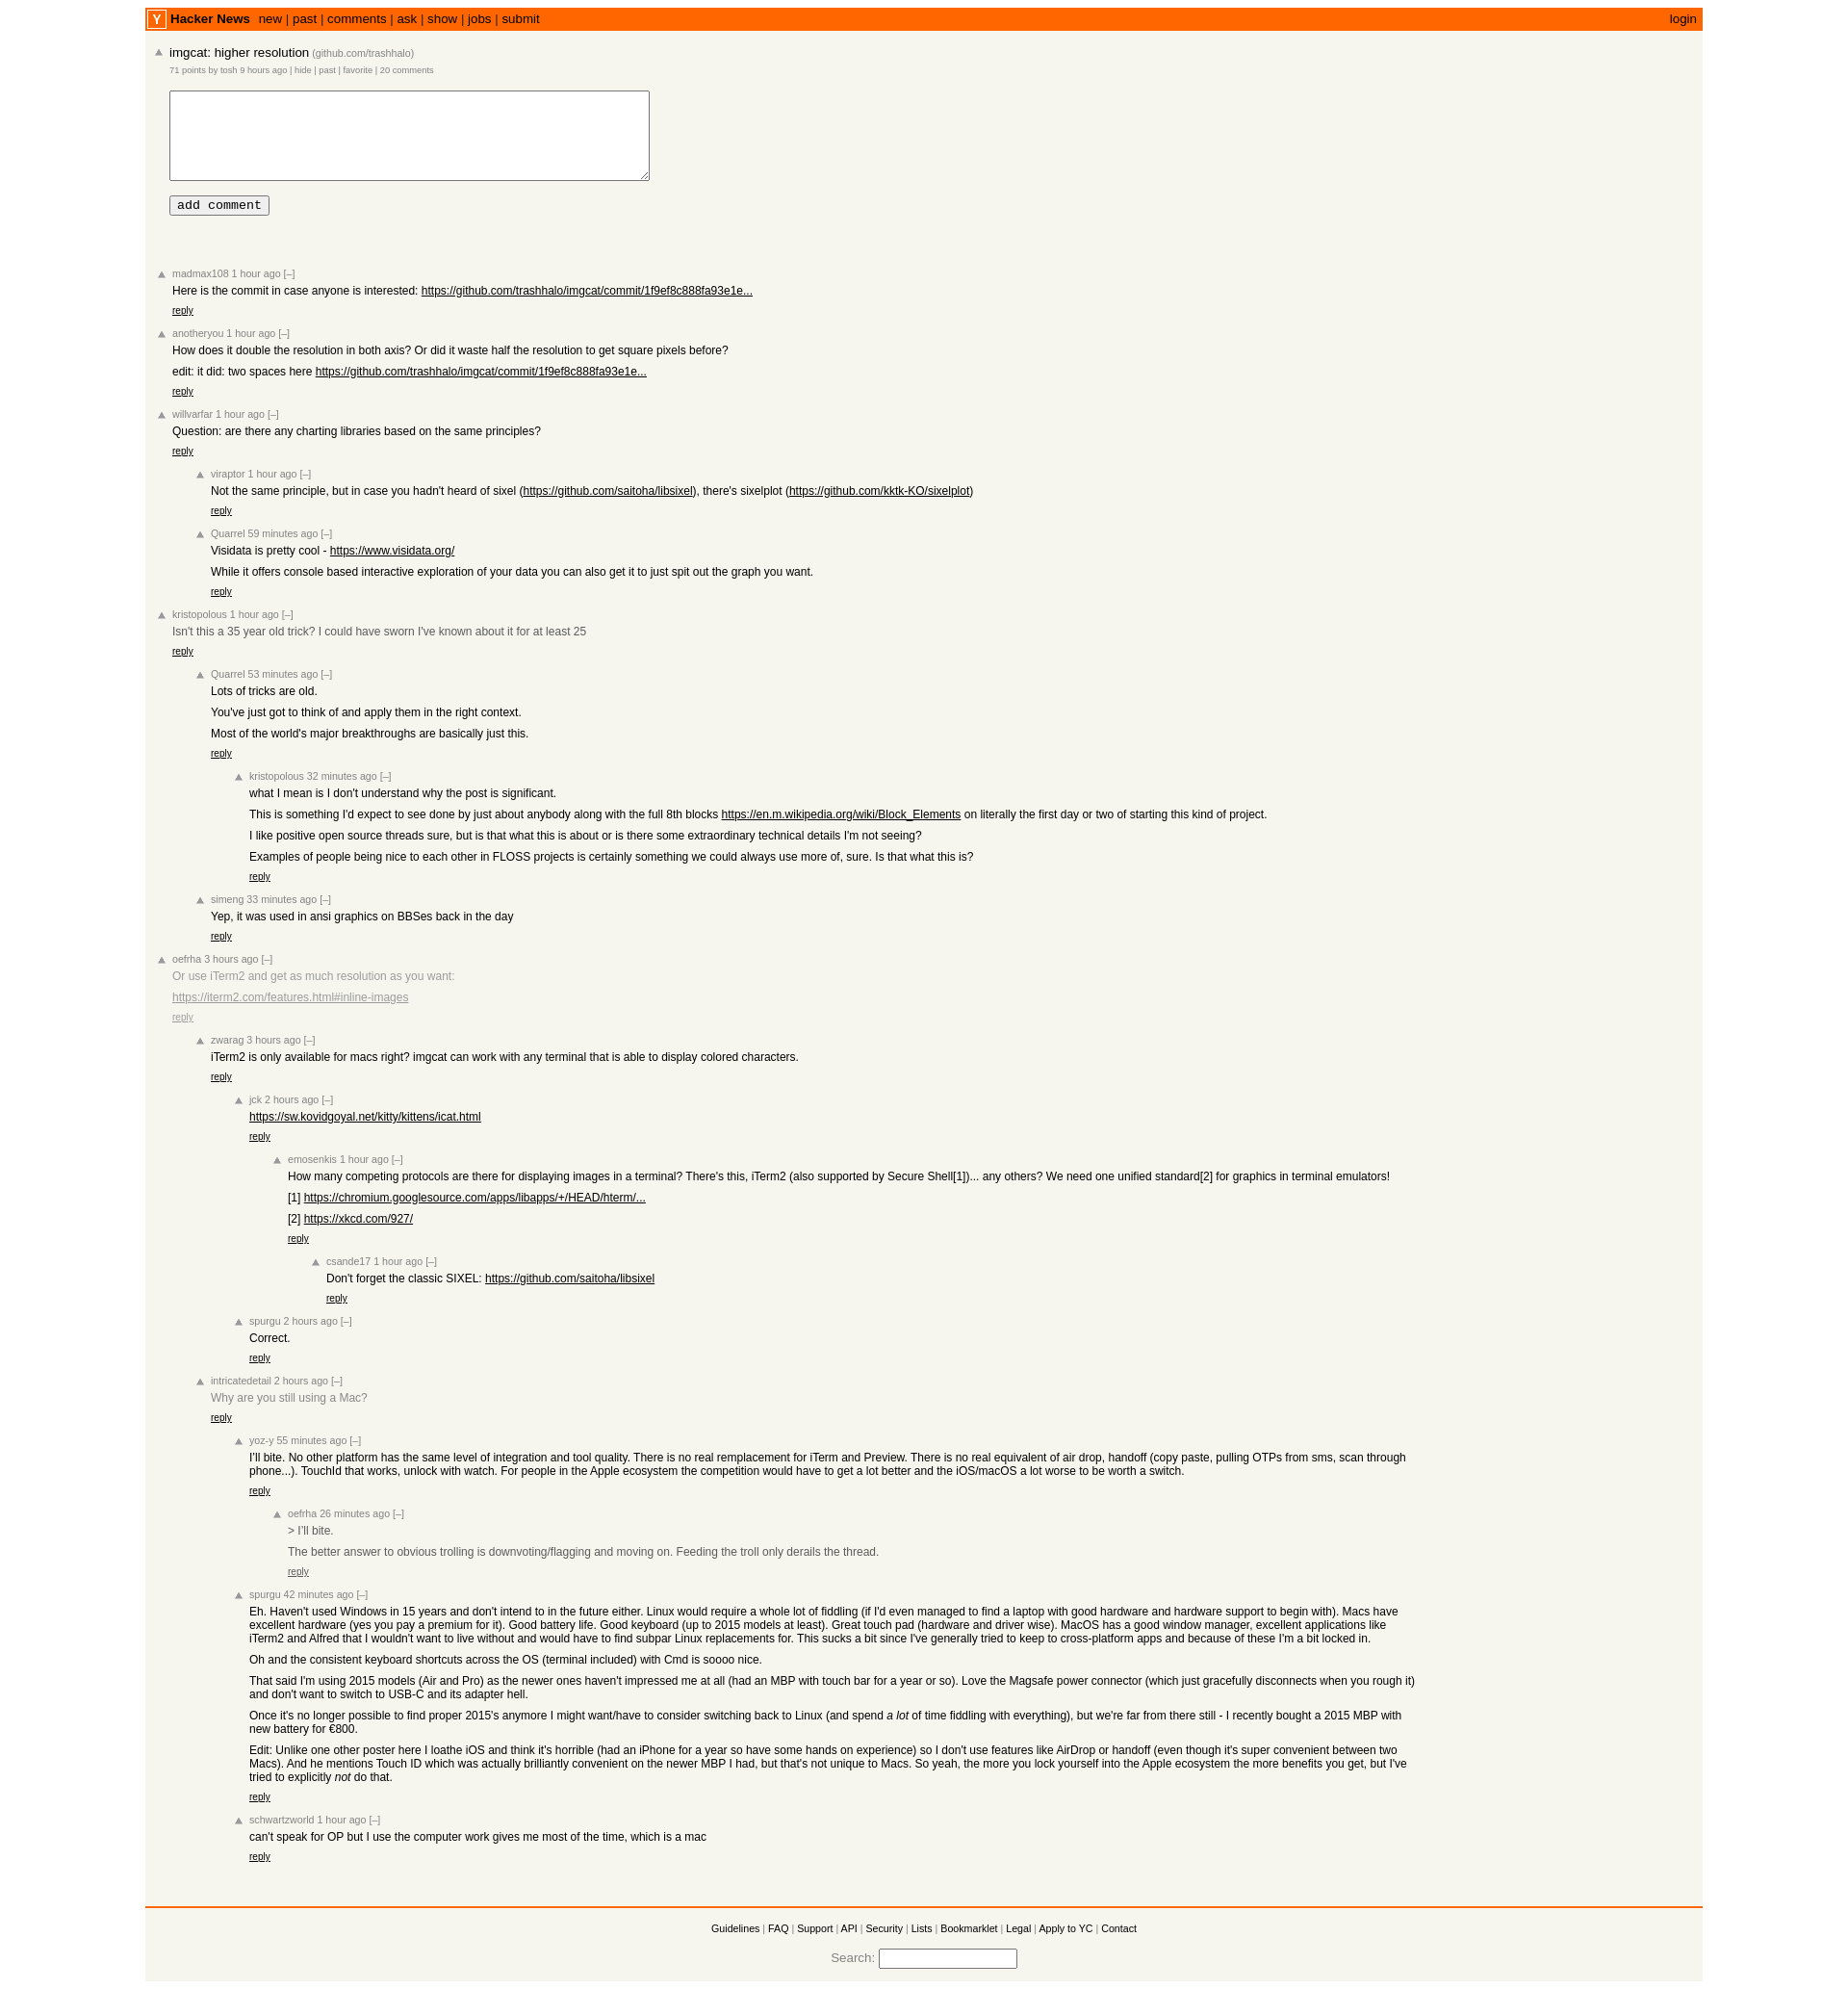 Y Hacker News new | past | comments | ask | show | jobs | submit login
imgcat: higher resolution (github.com/trashhalo)
71 points by tosh 9 hours ago | hide | past | favorite | 20 comments
add comment
madmax108 1 hour ago [–]
Here is the commit in case anyone is interested: https://github.com/trashhalo/imgcat/commit/1f9ef8c888fa93e1e...
reply
anotheryou 1 hour ago [–]
How does it double the resolution in both axis? Or did it waste half the resolution to get square pixels before?
edit: it did: two spaces here https://github.com/trashhalo/imgcat/commit/1f9ef8c888fa93e1e...
reply
willvarfar 1 hour ago [–]
Question: are there any charting libraries based on the same principles?
reply
viraptor 1 hour ago [–]
Not the same principle, but in case you hadn't heard of sixel (https://github.com/saitoha/libsixel), there's sixelplot (https://github.com/kktk-KO/sixelplot)
reply
Quarrel 59 minutes ago [–]
Visidata is pretty cool - https://www.visidata.org/
While it offers console based interactive exploration of your data you can also get it to just spit out the graph you want.
reply
kristopolous 1 hour ago [–]
Isn't this a 35 year old trick? I could have sworn I've known about it for at least 25
reply
Quarrel 53 minutes ago [–]
Lots of tricks are old.
You've just got to think of and apply them in the right context.
Most of the world's major breakthroughs are basically just this.
reply
kristopolous 32 minutes ago [–]
what I mean is I don't understand why the post is significant.
This is something I'd expect to see done by just about anybody along with the full 8th blocks https://en.m.wikipedia.org/wiki/Block_Elements on literally the first day or two of starting this kind of project.
I like positive open source threads sure, but is that what this is about or is there some extraordinary technical details I'm not seeing?
Examples of people being nice to each other in FLOSS projects is certainly something we could always use more of, sure. Is that what this is?
reply
simeng 33 minutes ago [–]
Yep, it was used in ansi graphics on BBSes back in the day
reply
oefrha 3 hours ago [–]
Or use iTerm2 and get as much resolution as you want:
https://iterm2.com/features.html#inline-images
reply
zwarag 3 hours ago [–]
iTerm2 is only available for macs right? imgcat can work with any terminal that is able to display colored characters.
reply
jck 2 hours ago [–]
https://sw.kovidgoyal.net/kitty/kittens/icat.html
reply
emosenkis 1 hour ago [–]
How many competing protocols are there for displaying images in a terminal? There's this, iTerm2 (also supported by Secure Shell[1])... any others? We need one unified standard[2] for graphics in terminal emulators!
[1] https://chromium.googlesource.com/apps/libapps/+/HEAD/hterm/...
[2] https://xkcd.com/927/
reply
csande17 1 hour ago [–]
Don't forget the classic SIXEL: https://github.com/saitoha/libsixel
reply
spurgu 2 hours ago [–]
Correct.
reply
intricatedetail 2 hours ago [–]
Why are you still using a Mac?
reply
yoz-y 55 minutes ago [–]
I'll bite. No other platform has the same level of integration and tool quality. There is no real remplacement for iTerm and Preview. There is no real equivalent of air drop, handoff (copy paste, pulling OTPs from sms, scan through
phone...). TouchId that works, unlock with watch. For people in the Apple ecosystem the competition would have to get a lot better and the iOS/macOS a lot worse to be worth a switch.
reply
oefrha 26 minutes ago [–]
> I'll bite.
The better answer to obvious trolling is downvoting/flagging and moving on. Feeding the troll only derails the thread.
reply
spurgu 42 minutes ago [–]
Eh. Haven't used Windows in 15 years and don't intend to in the future either. Linux would require a whole lot of fiddling (if I'd even managed to find a laptop with good hardware and hardware support to begin with). Macs have
excellent hardware (yes you pay a premium for it). Good battery life. Good keyboard (up to 2015 models at least). Great touch pad (hardware and driver wise). MacOS has a good window manager, excellent applications like
iTerm2 and Alfred that I wouldn't want to live without and would have to find subpar Linux replacements for. This sucks a bit since I've generally tried to keep to cross-platform apps and because of these I'm a bit locked in.
Oh and the consistent keyboard shortcuts across the OS (terminal included) with Cmd is soooo nice.
That said I'm using 2015 models (Air and Pro) as the newer ones haven't impressed me at all (had an MBP with touch bar for a year or so). Love the Magsafe power connector (which just gracefully disconnects when you rough it)
and don't want to switch to USB-C and its adapter hell.
Once it's no longer possible to find proper 2015's anymore I might want/have to consider switching back to Linux (and spend a lot of time fiddling with everything), but we're far from there still - I recently bought a 2015 MBP with
new battery for €800.
Edit: Unlike one other poster here I loathe iOS and think it's horrible (had an iPhone for a year so have some hands on experience) so I don't use features like AirDrop or handoff (even though it's super convenient between two
Macs). And he mentions Touch ID which was actually brilliantly convenient on the newer MBP I had, but that's not unique to Macs. So yeah, the more you lock yourself into the Apple ecosystem the more benefits you get, but I've
tried to explicitly not do that.
reply
schwartzworld 1 hour ago [–]
can't speak for OP but I use the computer work gives me most of the time, which is a mac
reply
Guidelines | FAQ | Support | API | Security | Lists | Bookmarklet | Legal | Apply to YC | Contact
Search: